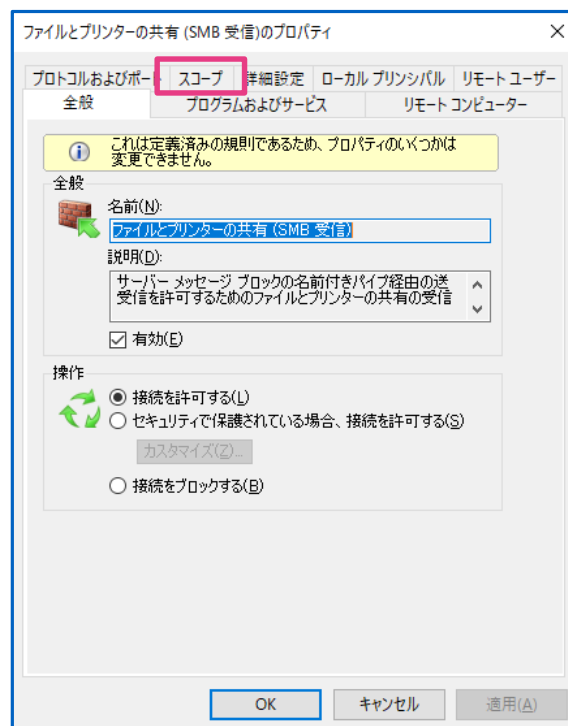 ファイルとプリンターの共有 (SMB 受信)のプロパティ
プロトコルおよびポート スコープ 詳細設定 ローカル プリンシパル リモート ユーザー
全般 プログラムおよびサービス リモート コンピューター
これは定義済みの規則であるため、プロパティのいくつかは
変更できません。
全般
名前(N):
ファイルとプリンターの共有 (SMB 受信)
説明(D):
サーバー メッセージ ブロックの名前付きパイプ経由の送
受信を許可するためのファイルとプリンターの共有の受信
有効(E)
操作
接続を許可する(L)
セキュリティで保護されている場合、接続を許可する(S)
カスタマイズ(Z)...
接続をブロックする(B)
OK キャンセル 適用(A)